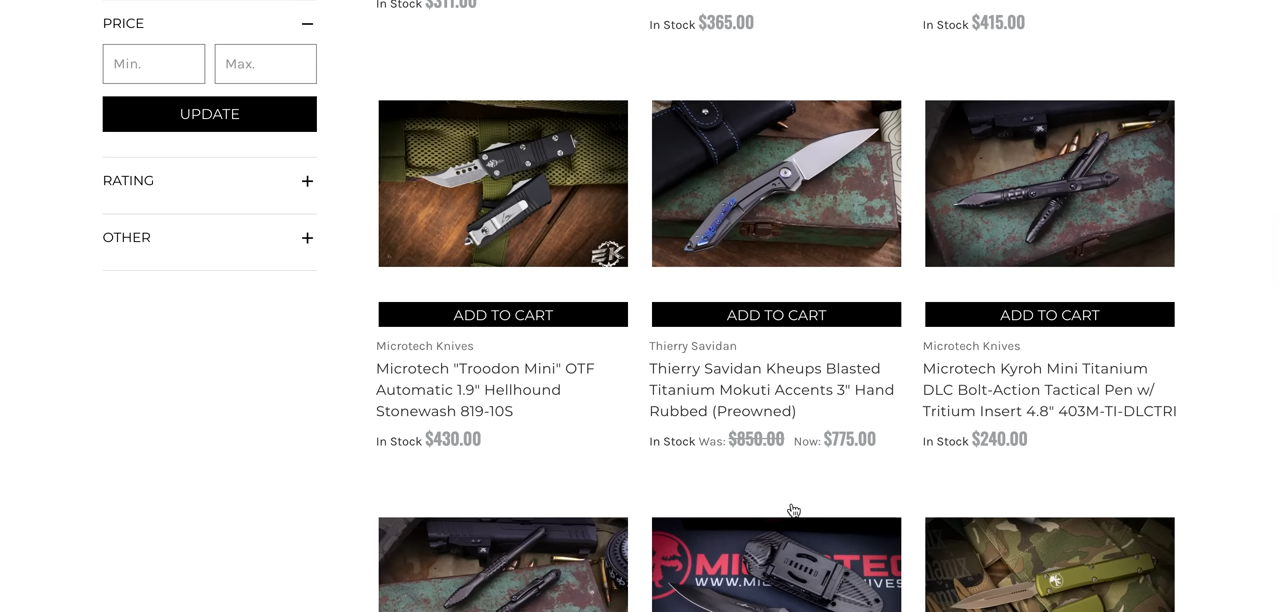 PRICE
Min.
Max.
UPDATE
RATING
OTHER
In Stock $311.00
In Stock $365.00
In Stock $415.00
EK
ADD TO CART
Microtech Knives
Microtech "Troodon Mini" OTF
Automatic 1.9" Hellhound
Stonewash 819-10S
In Stock $430.00
ADD TO CART
Thierry Savidan
Thierry Savidan Kheups Blasted
Titanium Mokuti Accents 3" Hand
Rubbed (Preowned)
In Stock Was: $850.00 Now: $775.00
ADD TO CART
Microtech Knives
Microtech Kyroh Mini Titanium
DLC Bolt-Action Tactical Pen w/
Tritium Insert 4.8" 403M-TI-DLCTRI
In Stock $240.00